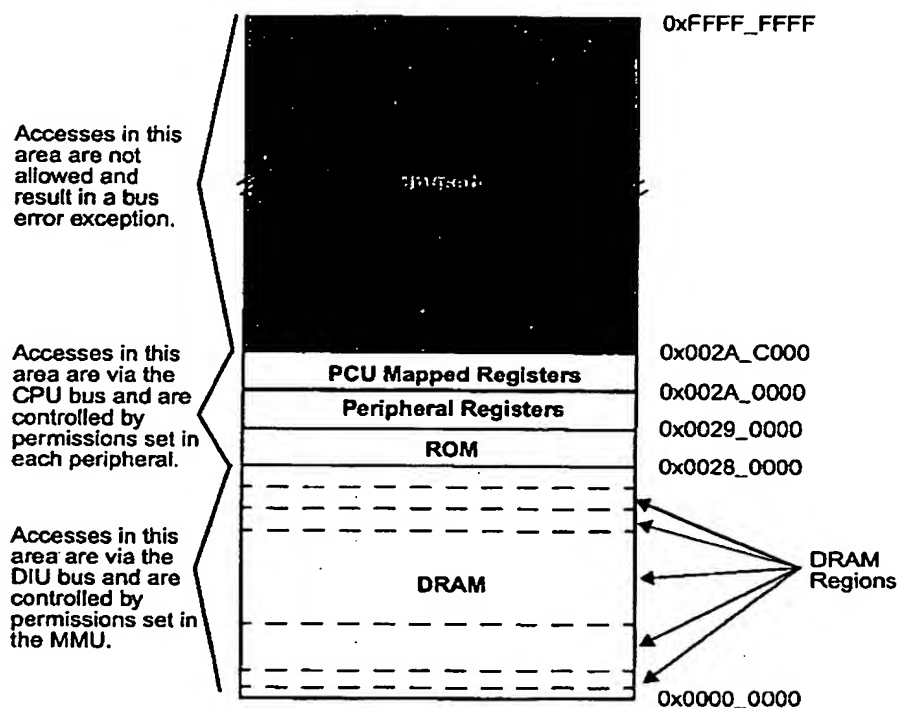 0xFFFF_FFFF
Accesses in this
area are not
allowed and
result in a bus
error exception.
Accesses in this
area are via the
CPU bus and are
controlled by
permissions set in
each peripheral.
0x002A_C000
PCU Mapped Registers
0x002A_0000
Peripheral Registers
0x0029_0000
ROM
0x0028_0000
Accesses in this
area are via the
DIU bus and are
controlled by
permissions set in
the MMU.
DRAM
DRAM
Regions
0x0000_0000